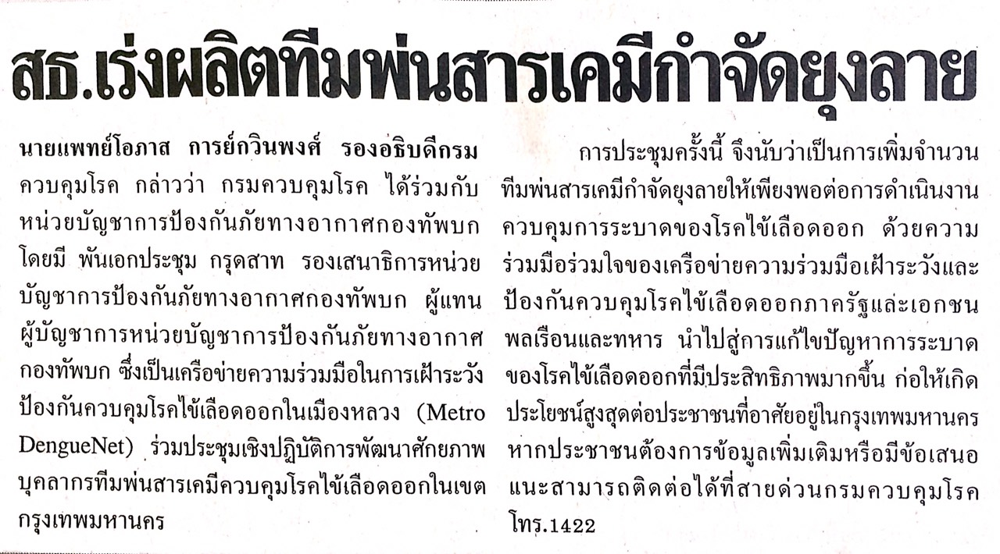 สธ.เร่งผลิตทีมพ่นสารเคมีกำจัดยุงลาย
นายแพทย์โอภาส การย์กวินพงศ์ รองอธิบดีกรม
ควบคุมโรค กล่าวว่า กรมควบคุมโรค ได้ร่วมกับ
หน่วยบัญชาการป้องกันภัยทางอากาศกองทัพบก
โดยมี พันเอกประชุม กรุดสาท รองเสนาธิการหน่วย
บัญชาการป้องกันภัยทางอากาศกองทัพบก ผู้แทน
ผู้บัญชาการหน่วยบัญชาการป้องกันภัยทางอากาศ
กองทัพบก ซึ่งเป็นเครือข่ายความร่วมมือในการเฝ้าระวัง
ป้องกันควบคุมโรคไข้เลือดออกในเมืองหลวง (Metro
DengueNet) ร่วมประชุมเชิงปฏิบัติการพัฒนาศักยภาพ
บุคลากรทีมพ่นสารเคมีควบคุมโรคไข้เลือดออกในเขต
กรุงเทพมหานคร
การประชุมครั้งนี้ จึงนับว่าเป็นการเพิ่มจำนวน
ทีมพ่นสารเคมีกำจัดยุงลายให้เพียงพอต่อการดำเนินงาน
ควบคุมการระบาดของโรคไข้เลือดออก ด้วยความ
ร่วมมือร่วมใจของเครือข่ายความร่วมมือเฝ้าระวังและ
ป้องกันควบคุมโรคไข้เลือดออกภาครัฐและเอกชน
พลเรือนและทหาร นำไปสู่การแก้ไขปัญหาการระบาด
ของโรคไข้เลือดออกที่มีประสิทธิภาพมากขึ้น ก่อให้เกิด
ประโยชน์สูงสุดต่อประชาชนที่อาศัยอยู่ในกรุงเทพมหานคร
หากประชาชนต้องการข้อมูลเพิ่มเติมหรือมีข้อเสนอ
แนะสามารถติดต่อได้ที่สายด่วนกรมควบคุมโรค
โทร.1422